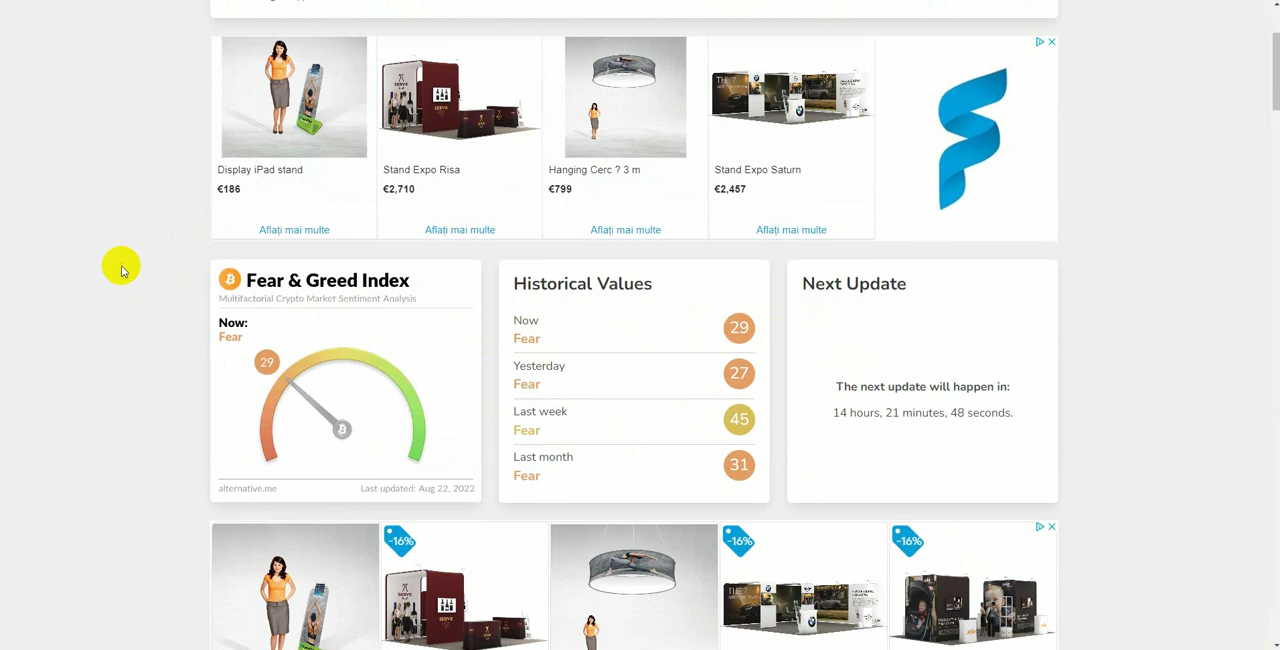 Display iPad stand
€186
Aflați mai multe
Stand Expo Risa
€2,710
Aflați mai multe
Hanging Cerc ? 3 m
€799
Aflați mai multe
Stand Expo Saturn
€2,457
Aflați mai multe
Fear & Greed Index
Multifactorial Crypto Market Sentiment Analysis
Now:
Fear
29
alternative.me
Last updated: Aug 22, 2022
Historical Values
Now
Fear
29
Yesterday
Fear
27
Last week
Fear
45
Last month
Fear
31
Next Update
The next update will happen in:
14 hours, 21 minutes, 48 seconds.
-16%
-16%
-16%